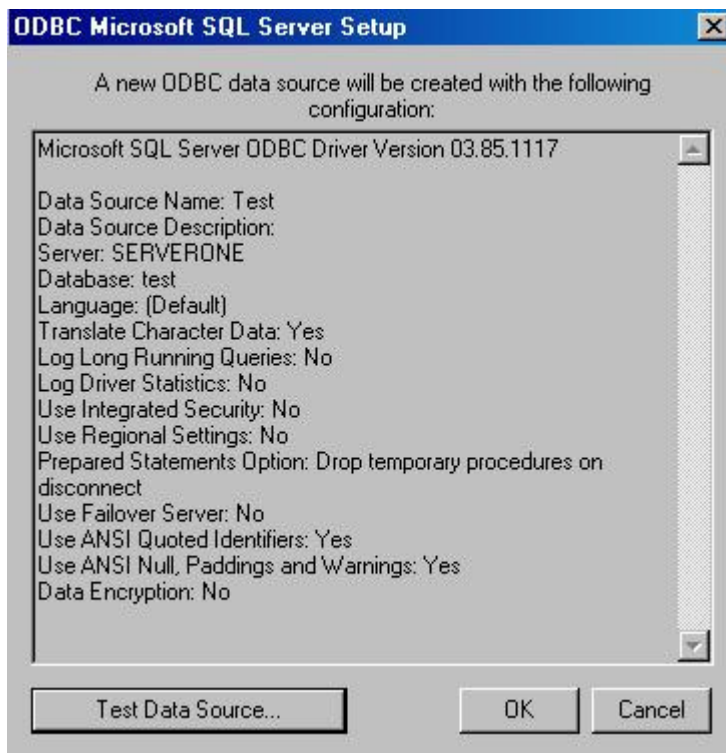 ODBC Microsoft SQL Server Setup
A new ODBC data source will be created with the following
configuration:
Microsoft SQL Server ODBC Driver Version 03.85.1117
Data Source Name: Test
Data Source Description:
Server: SERVERONE
Database: test
Language: (Default)
Translate Character Data: Yes
Log Long Running Queries: No
Log Driver Statistics: No
Use Integrated Security: No
Use Regional Settings: No
Prepared Statements Option: Drop temporary procedures on
disconnect
Use Failover Server: No
Use ANSI Quoted Identifiers: Yes
Use ANSI Null, Paddings and Warnings: Yes
Data Encryption: No
Test Data Source... OK Cancel